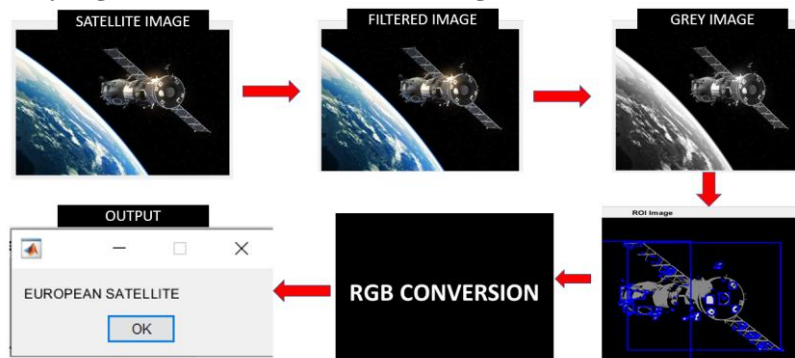 SATELLITE IMAGE
FILTERED IMAGE
GREY IMAGE
ROI Image
RGB CONVERSION
OUTPUT
EUROPEAN SATELLITE
OK